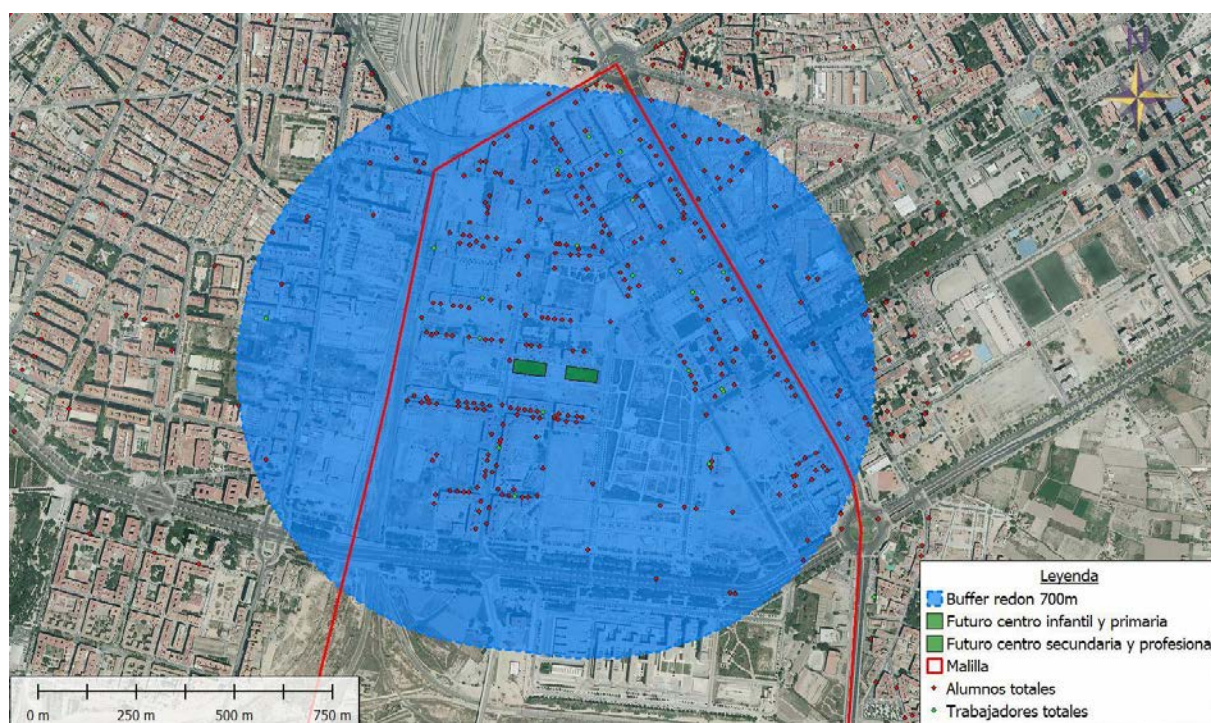 N
Leyenda
Buffer redon 700m
Futuro centro infantil y primaria
Futuro centro secundaria y profesional
Malilla
Alumnos totales
Trabajadores totales
0 m 250 m 500 m 750 m